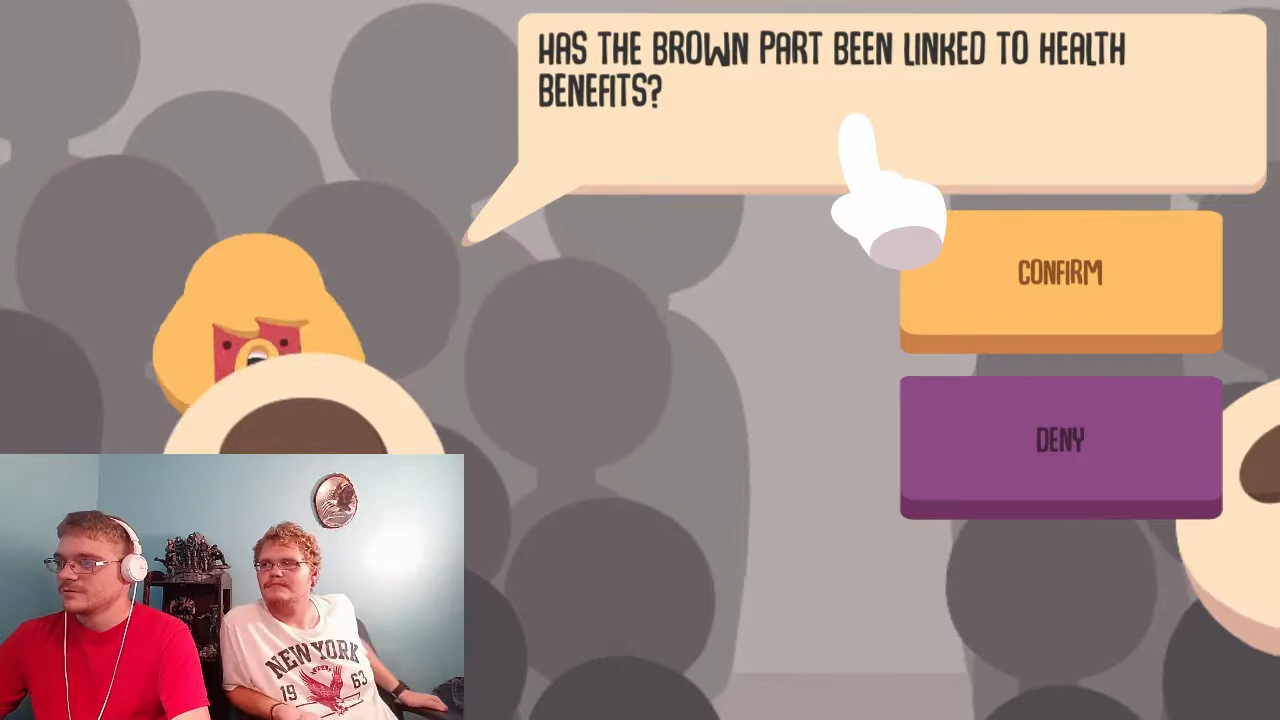 HAS THE BROWN PART BEEN LINKED TO HEALTH
BENEFITS?
CONFIRM
DENY
NEW YORK
19 63